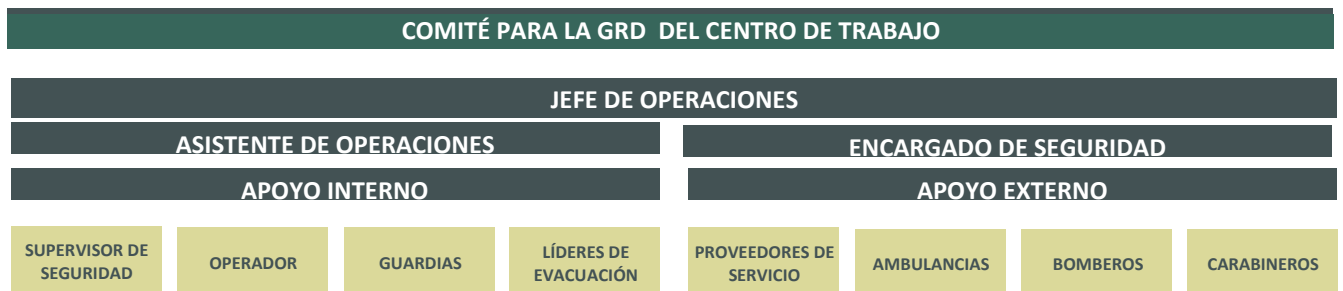 COMITÉ PARA LA GRD DEL CENTRO DE TRABAJO
JEFE DE OPERACIONES
ASISTENTE DE OPERACIONES
ENCARGADO DE SEGURIDAD
APOYO INTERNO
APOYO EXTERNO
SUPERVISOR DE
SEGURIDAD
OPERADOR
GUARDIAS
LÍDERES DE
EVACUACIÓN
PROVEEDORES DE
SERVICIO
AMBULANCIAS
BOMBEROS
CARABINEROS